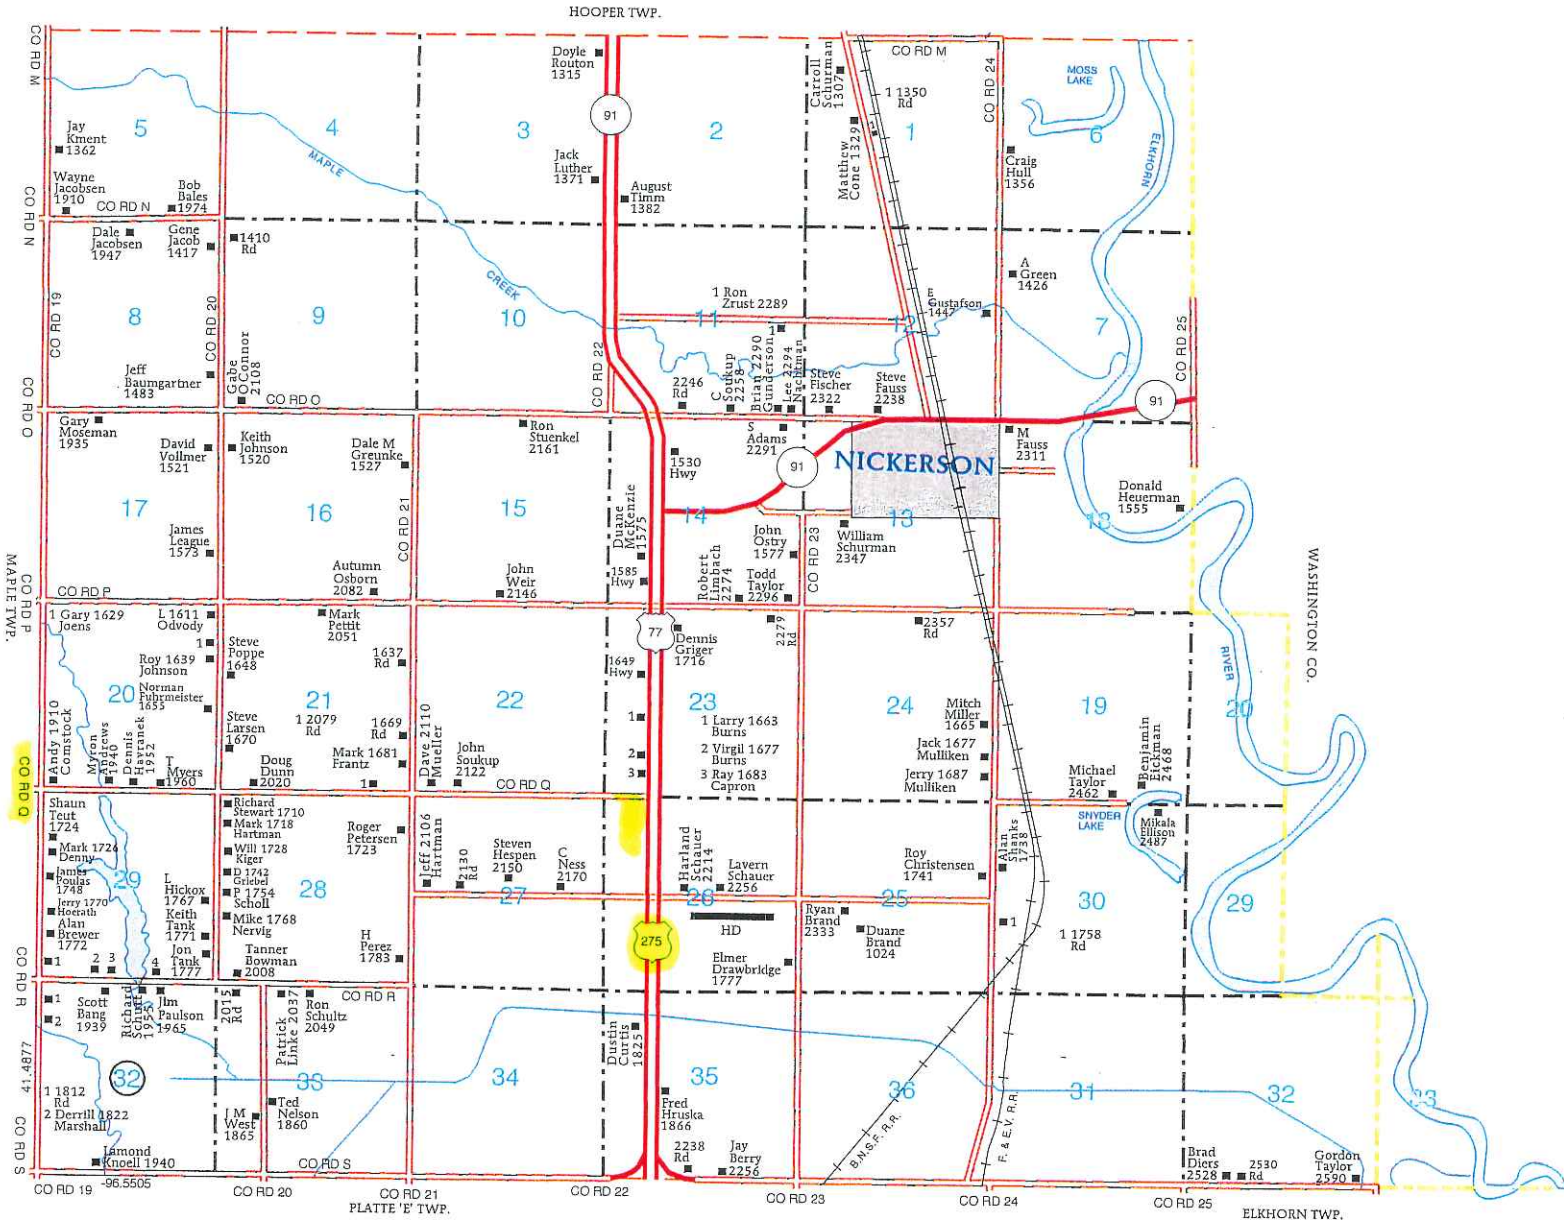 HOOPER TWP.
CO RD M
CO RD M
CO RD 24
Doyle
Routon
1315
91
Carroll
Schurman
1307
1 1350
Rd
MOSS
LAKE
5
4
3
2
1
6
Jay
Kment
1362
MAPLE
Jack
Luther
1371
Matthew
Cone 1329
Craig
Hull
1356
ELKHORN
Wayne
Jacobsen
1910
Bob
Bales
1974
August
Timm
1382
CO RD N
CO RD N
Dale
Jacobsen
1947
Gene
Jacob
1417
1410
Rd
CREEK
A
Green
1426
CO RD 19
CO RD 20
1 Ron
Zrust 2289
E
Gustafson
1447
8
9
10
11
12
7
CO RD 25
1
Jeff
Baumgartner
1483
Gabe
O'Connor
2108
CO RD 22
2246
Rd
C
Soukup
2258
Brian 2290
Gunderson
Lee 2294
Nachtman
Steve
Fischer
2322
Steve
Fauss
2238
91
CO RD O
CO RD O
Gary
Moseman
1935
David
Vollmer
1521
Keith
Johnson
1520
Dale M
Greunke
1527
Ron
Stuenkel
2161
1530
Hwy
S
Adams
2291
91
NICKERSON
M
Fauss
2311
Donald
Heuerman
1555
17
16
CO RD 21
15
14
13
18
James
League
1573
Duane
McKenzie
1575
John
Ostry
1577
CO RD 23
William
Schurman
2347
Autumn
Osborn
2082
John
Weir
2146
1585
Hwy
Robert
Limbach
2274
Todd
Taylor
2296
WASHINGTON CO.
MAPLE TWP.
CO RD P
CO RD P
1 Gary 1629
Joens
L 1611
Odvody
1
Mark
Pettit
2051
77
Dennis
Griger
1716
2279
Rd
2357
Rd
Roy 1639
Johnson
Steve
Poppe
1648
1637
Rd
1649
Hwy
RIVER
Norman
Fuhrmeister
1655
20
21
22
23
24
19
20
Steve
Larsen
1670
1 2079
Rd
1669
Rd
Dave 2110
Mueller
1
1 Larry 1663
Burns
Mitch
Miller
1665
Andy 1910
Comstock
Myron
Andrews
1940
Dennis
Havranek
1952
T
Myers
1960
Doug
Dunn
2020
Mark 1681
Frantz
1
John
Soukup
2122
2
3
2 Virgil 1677
Burns
3 Ray 1683
Capron
Jack 1677
Mulliken
Jerry 1687
Mulliken
Michael
Taylor
2462
Benjamin
Eickman
2468
CO RD Q
CO RD Q
Shaun
Teut
1724
Richard
Stewart 1710
Mark 1718
Hartman
Roger
Petersen
1723
SNYDER
LAKE
Mikala
Ellison
2487
Mark 1726
Denny
Will 1728
Kiger
Jeff 2106
Hartman
2130
Rd
Steven
Hespen
2150
C
Ness
2170
Harland
Schauer
2214
Lavern
Schauer
2256
Roy
Christensen
1741
Alan
Shanks
1738
James
Poulas
1748
29
L
Hickox
1767
D 1742
Griebel
P 1754
Scholl
28
27
26
25
30
29
Jerry 1770
Hoerath
Keith
Tank
1771
Mike 1768
Nervig
HD
Ryan
Brand
2333
Duane
Brand
1024
1
1 1758
Rd
Alan
Brewer
1772
Jon
Tank
1777
Tanner
Bowman
2008
H
Perez
1783
275
Elmer
Drawbridge
1777
1
2
3
4
CO RD R
CO RD R
1
2
Scott
Bang
1939
Richard
Schuff
1955
Jim
Paulson
1965
2015
Rd
Patrick
Linke 2037
Ron
Schultz
2049
Dustin
Curtis
1825
41.4877
32
33
34
35
36
31
32
33
1 1812
Rd
2 Derrill 1822
Marshall
J M
West
1865
Ted
Nelson
1860
Fred
Hruska
1866
B.N.S.F. R.R.
F. & E.V. R.R.
CO RD S
Lamond
Knoell 1940
CO RD S
2238
Rd
Jay
Berry
2256
Brad
Diers
2528
2530
Rd
Gordon
Taylor
2590
-96.5505
CO RD 19
CO RD 20
CO RD 21
CO RD 22
CO RD 23
CO RD 24
CO RD 25
PLATTE 'E' TWP.
ELKHORN TWP.